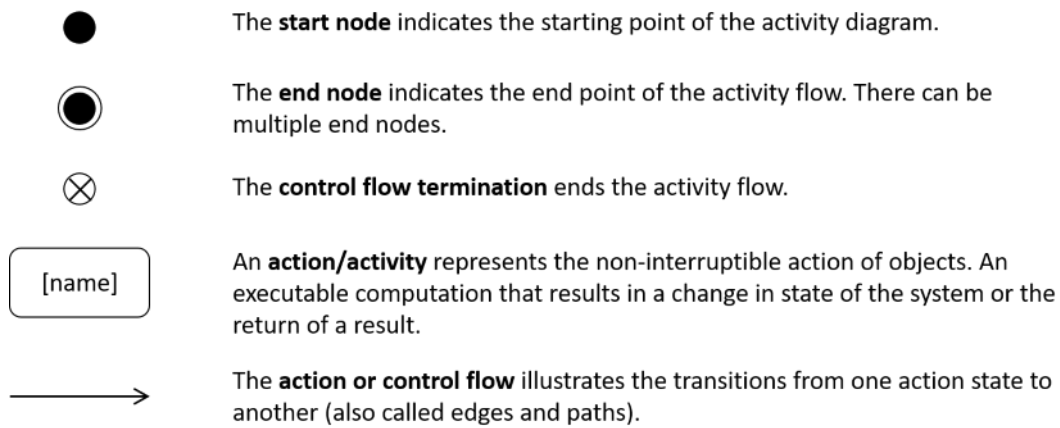 The start node indicates the starting point of the activity diagram.
The end node indicates the end point of the activity flow. There can be
multiple end nodes.
The control flow termination ends the activity flow.
[name]
An action/activity represents the non-interruptible action of objects. An
executable computation that results in a change in state of the system or the
return of a result.
The action or control flow illustrates the transitions from one action state to
another (also called edges and paths).